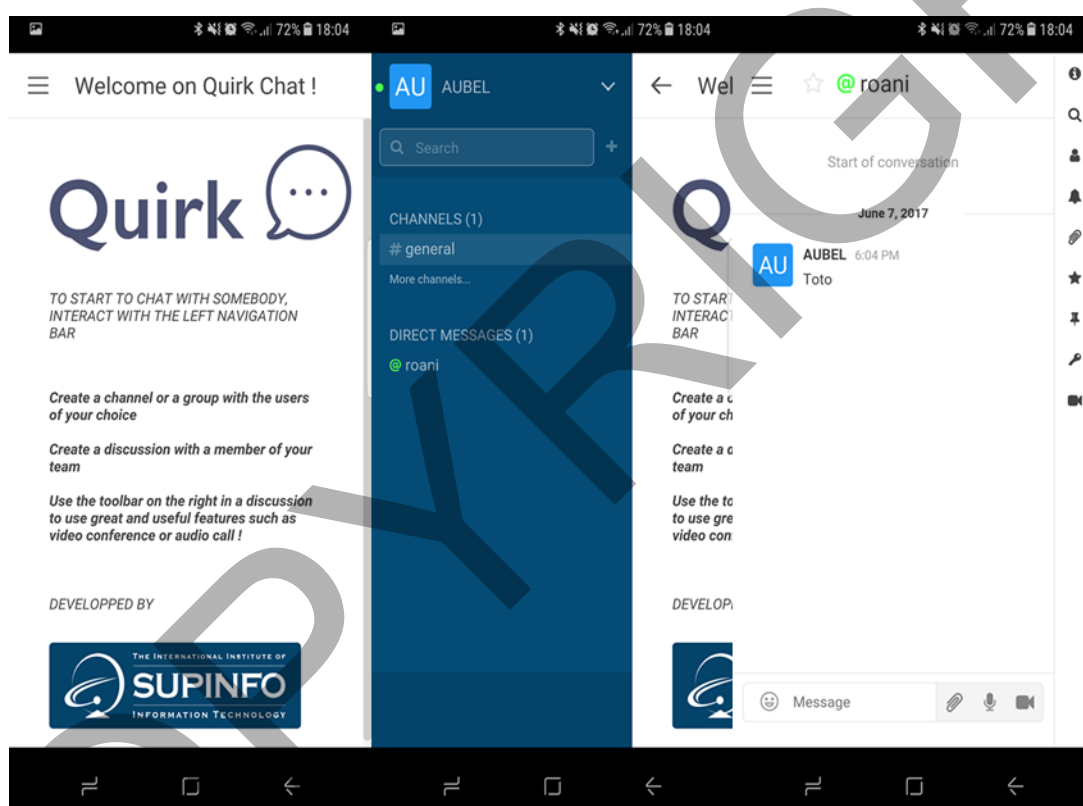 72% 18:04
Welcome on Quirk Chat !
Quirk
TO START TO CHAT WITH SOMEBODY,
INTERACT WITH THE LEFT NAVIGATION
BAR
Create a channel or a group with the users
of your choice
Create a discussion with a member of your
team
Use the toolbar on the right in a discussion
to use great and useful features such as
video conference or audio call !
DEVELOPPED BY
THE INTERNATIONAL INSTITUTE OF
SUPINFO
INFORMATION TECHNOLOGY
72% 18:04
AU AUBEL
Search +
CHANNELS (1)
# general
More channels...
DIRECT MESSAGES (1)
@ roani
Wel
Q
TO START
INTERACT
BAR
Create a c
of your ch
Create a d
team
Use the to
to use gre
video con
DEVELOP
72% 18:04
@ roani
Start of conversation
June 7, 2017
AU AUBEL 6:04 PM
Toto
Message
OPYRIGH